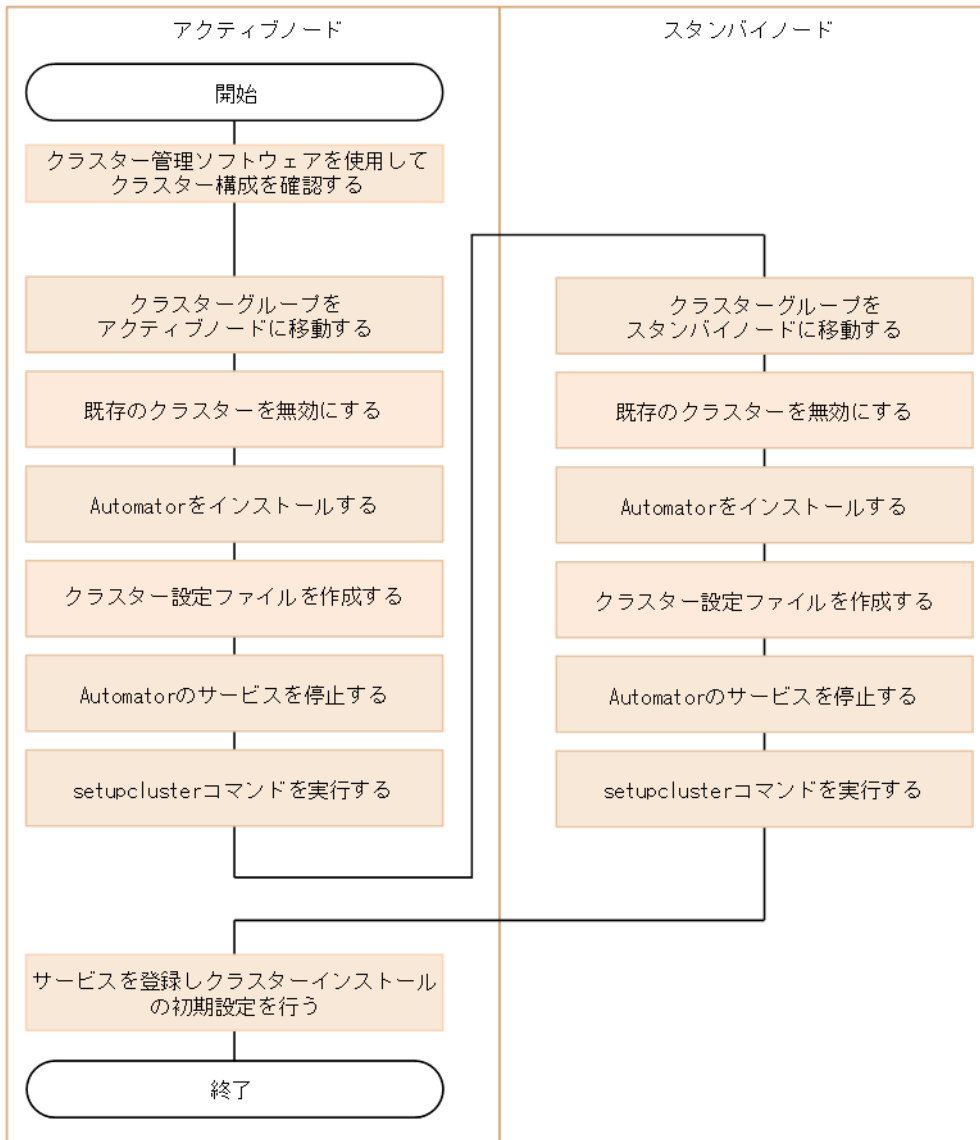 アクティブノード
スタンバイノード
開始
クラスター管理ソフトウェアを使用して
クラスター構成を確認する
クラスターグループを
アクティブノードに移動する
既存のクラスターを無効にする
Automatorをインストールする
クラスター設定ファイルを作成する
Automatorのサービスを停止する
setupclusterコマンドを実行する
クラスターグループを
スタンバイノードに移動する
既存のクラスターを無効にする
Automatorをインストールする
クラスター設定ファイルを作成する
Automatorのサービスを停止する
setupclusterコマンドを実行する
サービスを登録しクラスターインストール
の初期設定を行う
終了